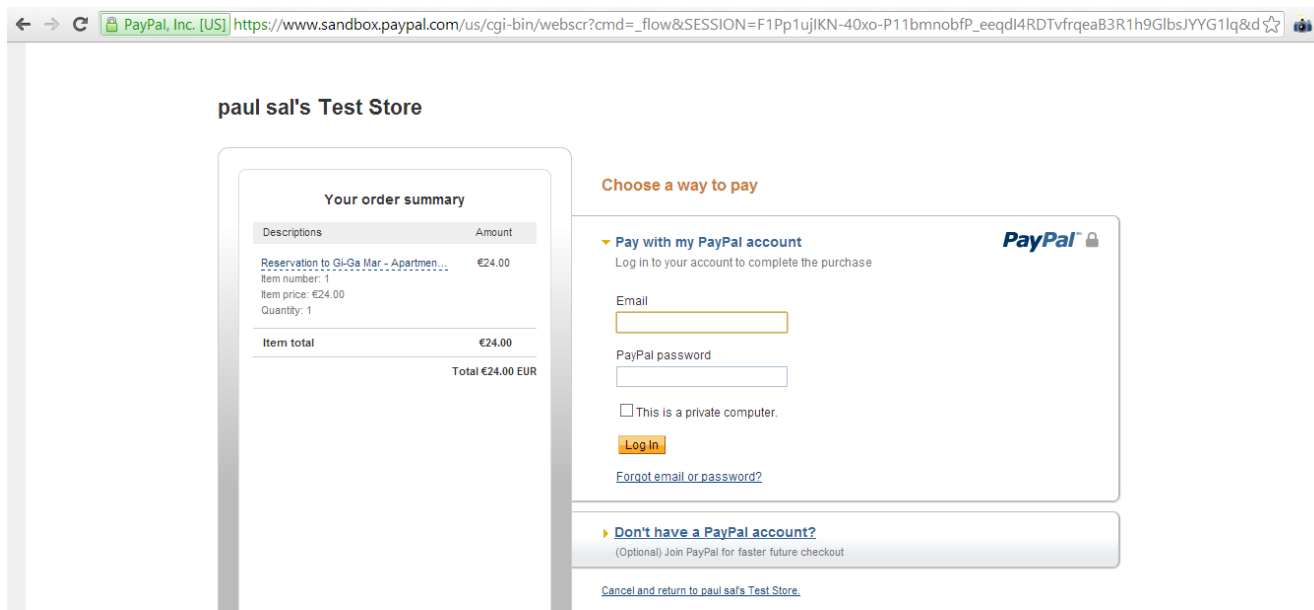 PayPal, Inc. [US] https://www.sandbox.paypal.com/us/cgi-bin/webscr?cmd=_flow&SESSION=F1Pp1ujIKN-40xo-P11bmnobfP_eeqdI4RDTvfrqeaB3R1h9GlbsJYYG1lq&d
paul sal's Test Store
Your order summary
Descriptions Amount
Reservation to Gi-Ga Mar - Apartmen... €24.00
Item number: 1
Item price: €24.00
Quantity: 1
Item total €24.00
Total €24.00 EUR
Choose a way to pay
Pay with my PayPal account PayPal™
Log in to your account to complete the purchase
Email
PayPal password
This is a private computer.
Log In
Forgot email or password?
Don't have a PayPal account?
(Optional) Join PayPal for faster future checkout
Cancel and return to paul sal's Test Store.